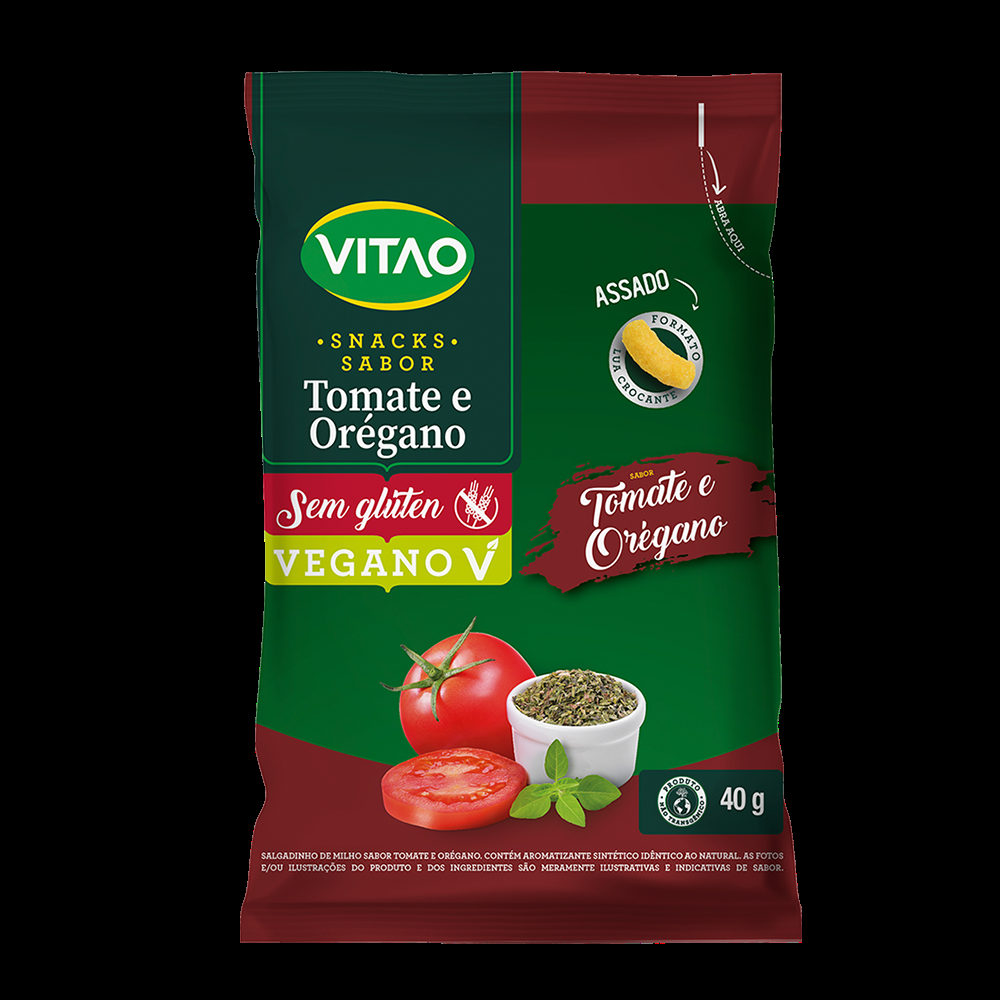 VITAO
•SNACKS•
SABOR
Tomate e
Orégano
Sem glúten
VEGANO V
ABRA AQUI
ASSADO
FORMATO
LUA CROCANTE
SABOR
Tomate e
Orégano
PRODUTO
NÃO TRANSGÊNICO
40 g
SALGADINHO DE MILHO SABOR TOMATE E ORÉGANO. CONTÉM AROMATIZANTE SINTÉTICO IDÊNTICO AO NATURAL. AS FOTOS
E/OU ILUSTRAÇÕES DO PRODUTO E DOS INGREDIENTES SÃO MERAMENTE ILUSTRATIVAS E INDICATIVAS DE SABOR.